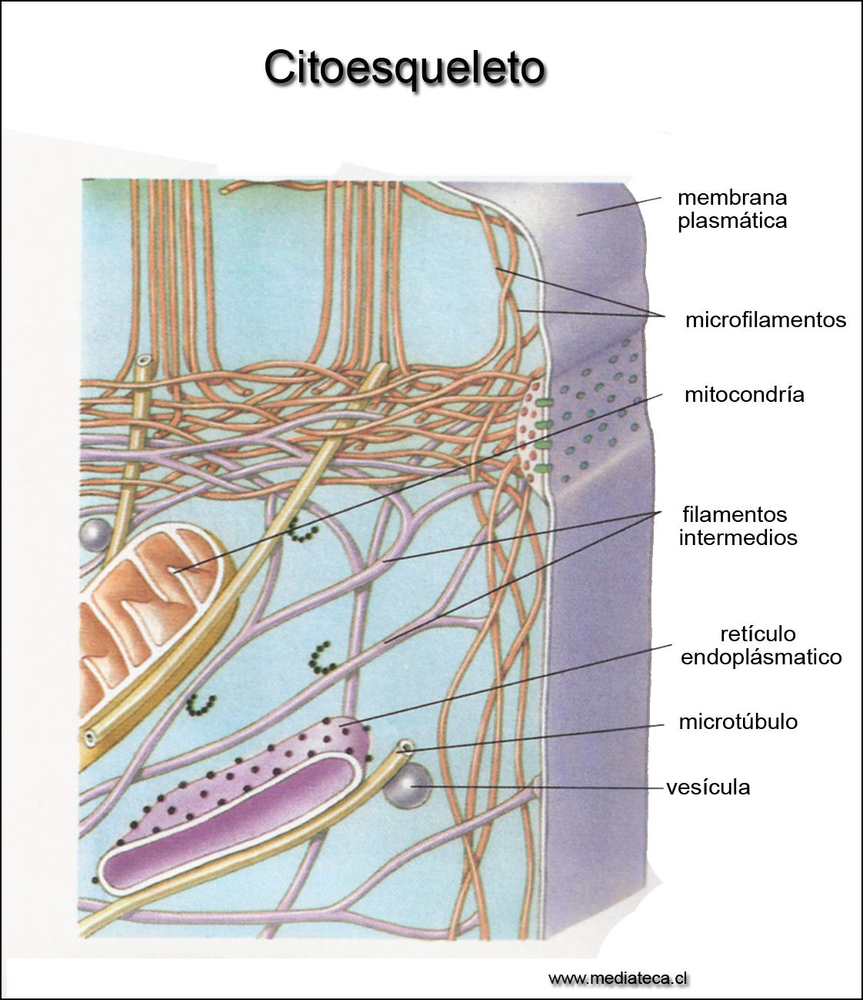 Citoesqueleto
membrana
plasmática
microfilamentos
mitocondría
filamentos
intermedios
retículo
endoplásmatico
microtúbulo
vesícula
www.mediateca.cl